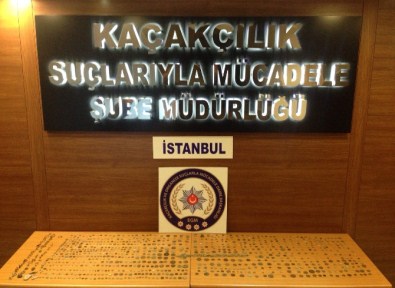 KAÇAKÇILIK
SUÇLARIYLA MÜCADELE
ŞUBE MÜDÜRLÜĞÜ
İSTANBUL